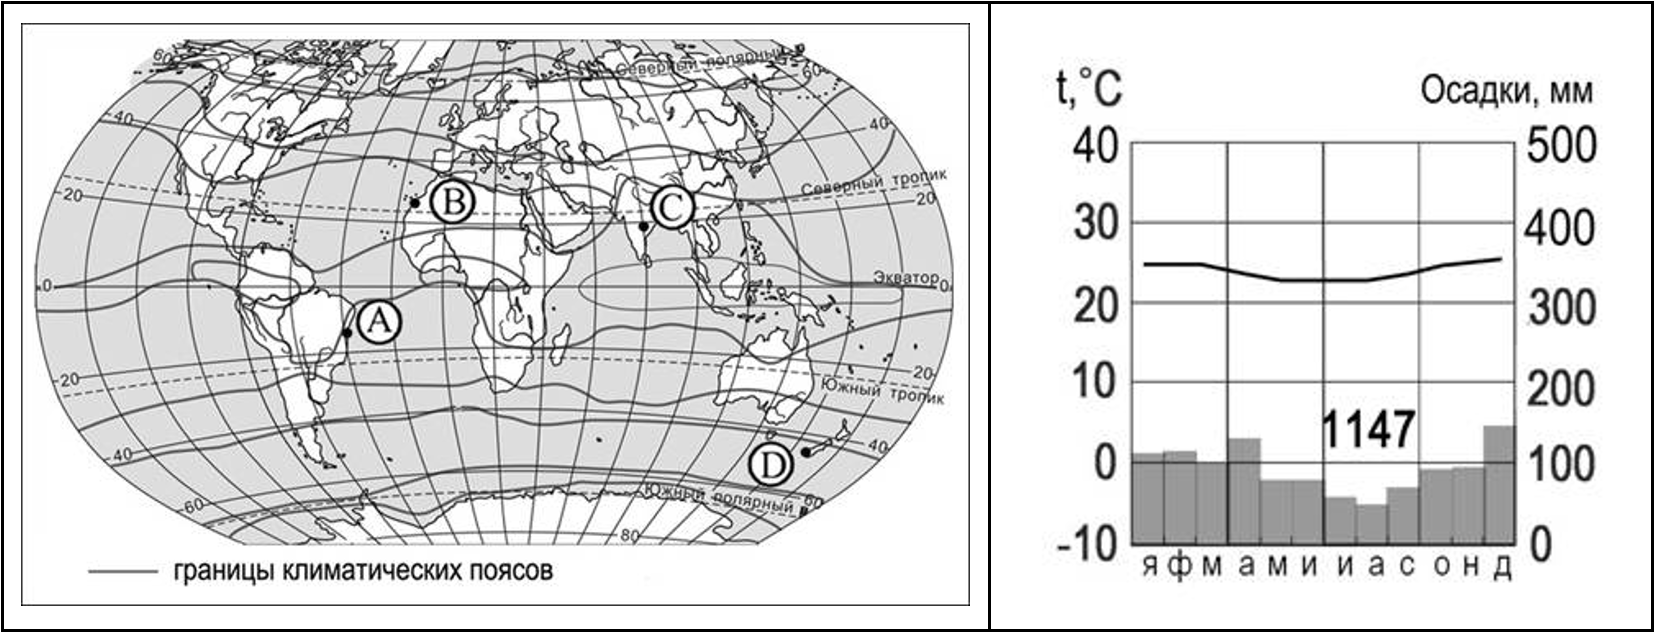 60
Северный полярный
60
40
40
20
Северный тропик
20
0
Экватор
0
A
B
C
D
20
20
Южный тропик
40
40
60
Южный полярный
60
80
границы климатических поясов
t,°C
Осадки, мм
40
500
30
400
20
300
10
200
1147
0
100
-10
0
я ф м а м и и а с о н д